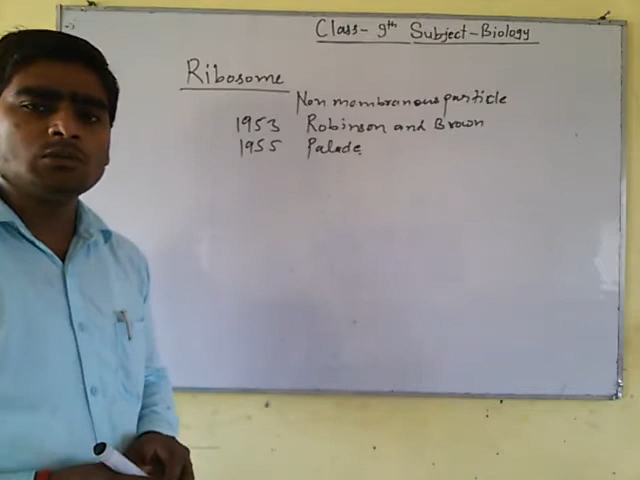 Class- 9th Subject-Biology
Ribosome
Non membranous particle
1953 Robinson and Brown
1955 Palade